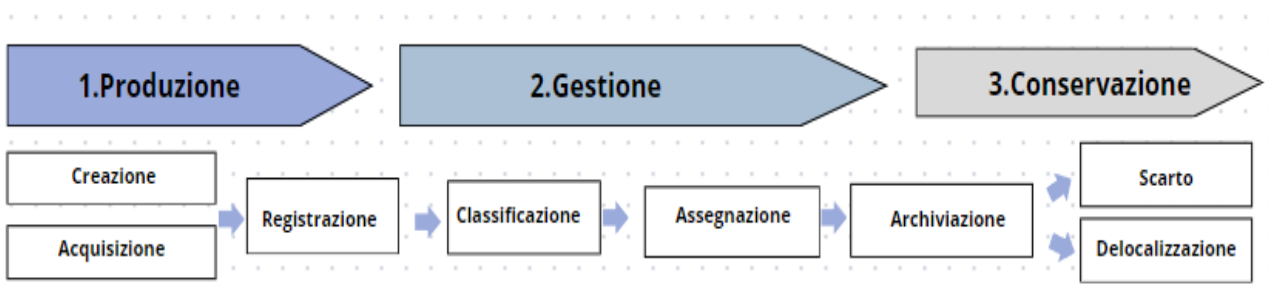 1.Produzione
2.Gestione
3.Conservazione
Creazione
Acquisizione
Registrazione
Classificazione
Assegnazione
Archiviazione
Scarto
Delocalizzazione